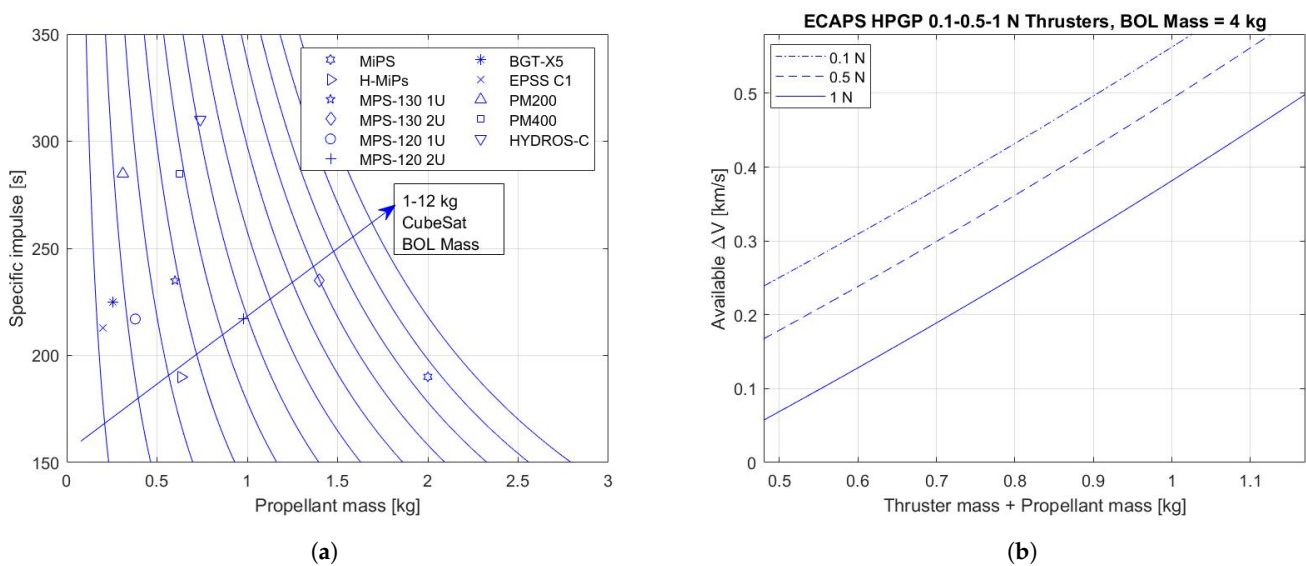 350
300
250
200
150
Specific impulse [s]
0
0.5
1
1.5
2
2.5
3
Propellant mass [kg]
MiPS
H-MiPs
MPS-130 1U
MPS-130 2U
MPS-120 1U
MPS-120 2U
BGT-X5
EPSS C1
PM200
PM400
HYDROS-C
1-12 kg
CubeSat
BOL Mass
(a)
ECAPS HPGP 0.1-0.5-1 N Thrusters, BOL Mass = 4 kg
0.1 N
0.5 N
1 N
0.5
0.4
0.3
0.2
0.1
0
Available ΔV [km/s]
0.5
0.6
0.7
0.8
0.9
1
1.1
Thruster mass + Propellant mass [kg]
(b)